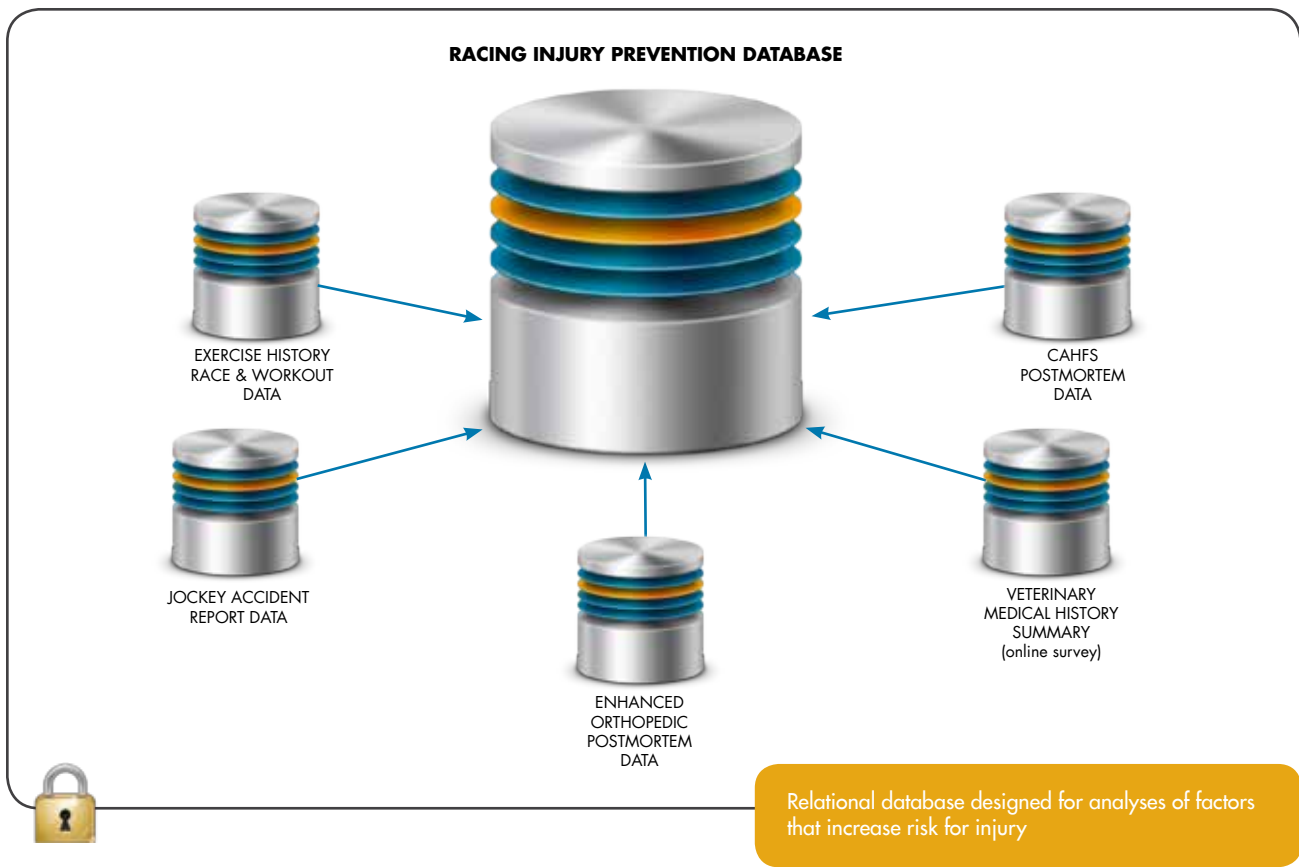 RACING INJURY PREVENTION DATABASE
EXERCISE HISTORY
RACE & WORKOUT
DATA
CAHFS
POSTMORTEM
DATA
JOCKEY ACCIDENT
REPORT DATA
ENHANCED
ORTHOPEDIC
POSTMORTEM
DATA
VETERINARY
MEDICAL HISTORY
SUMMARY
(online survey)
Relational database designed for analyses of factors
that increase risk for injury